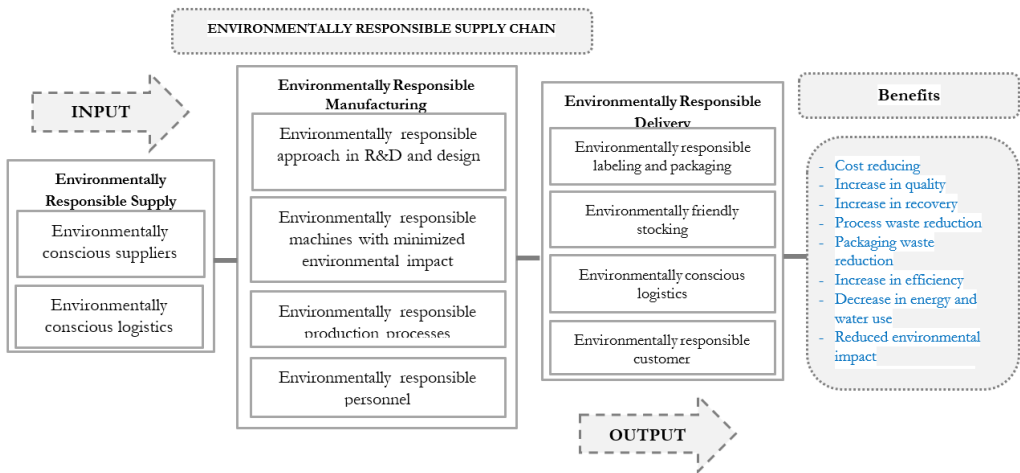 ENVIRONMENTALLY RESPONSIBLE SUPPLY CHAIN
INPUT
Environmentally
Responsible Supply
Environmentally
conscious suppliers
Environmentally
conscious logistics
Environmentally Responsible
Manufacturing
Environmentally responsible
approach in R&D and design
Environmentally responsible
machines with minimized
environmental impact
Environmentally responsible
production processes
Environmentally responsible
personnel
Environmentally Responsible
Delivery
Environmentally responsible
labeling and packaging
Environmentally friendly
stocking
Environmentally conscious
logistics
Environmentally responsible
customer
OUTPUT
Benefits
- Cost reducing
- Increase in quality
- Increase in recovery
- Process waste reduction
- Packaging waste
reduction
- Increase in efficiency
- Decrease in energy and
water use
- Reduced environmental
impact